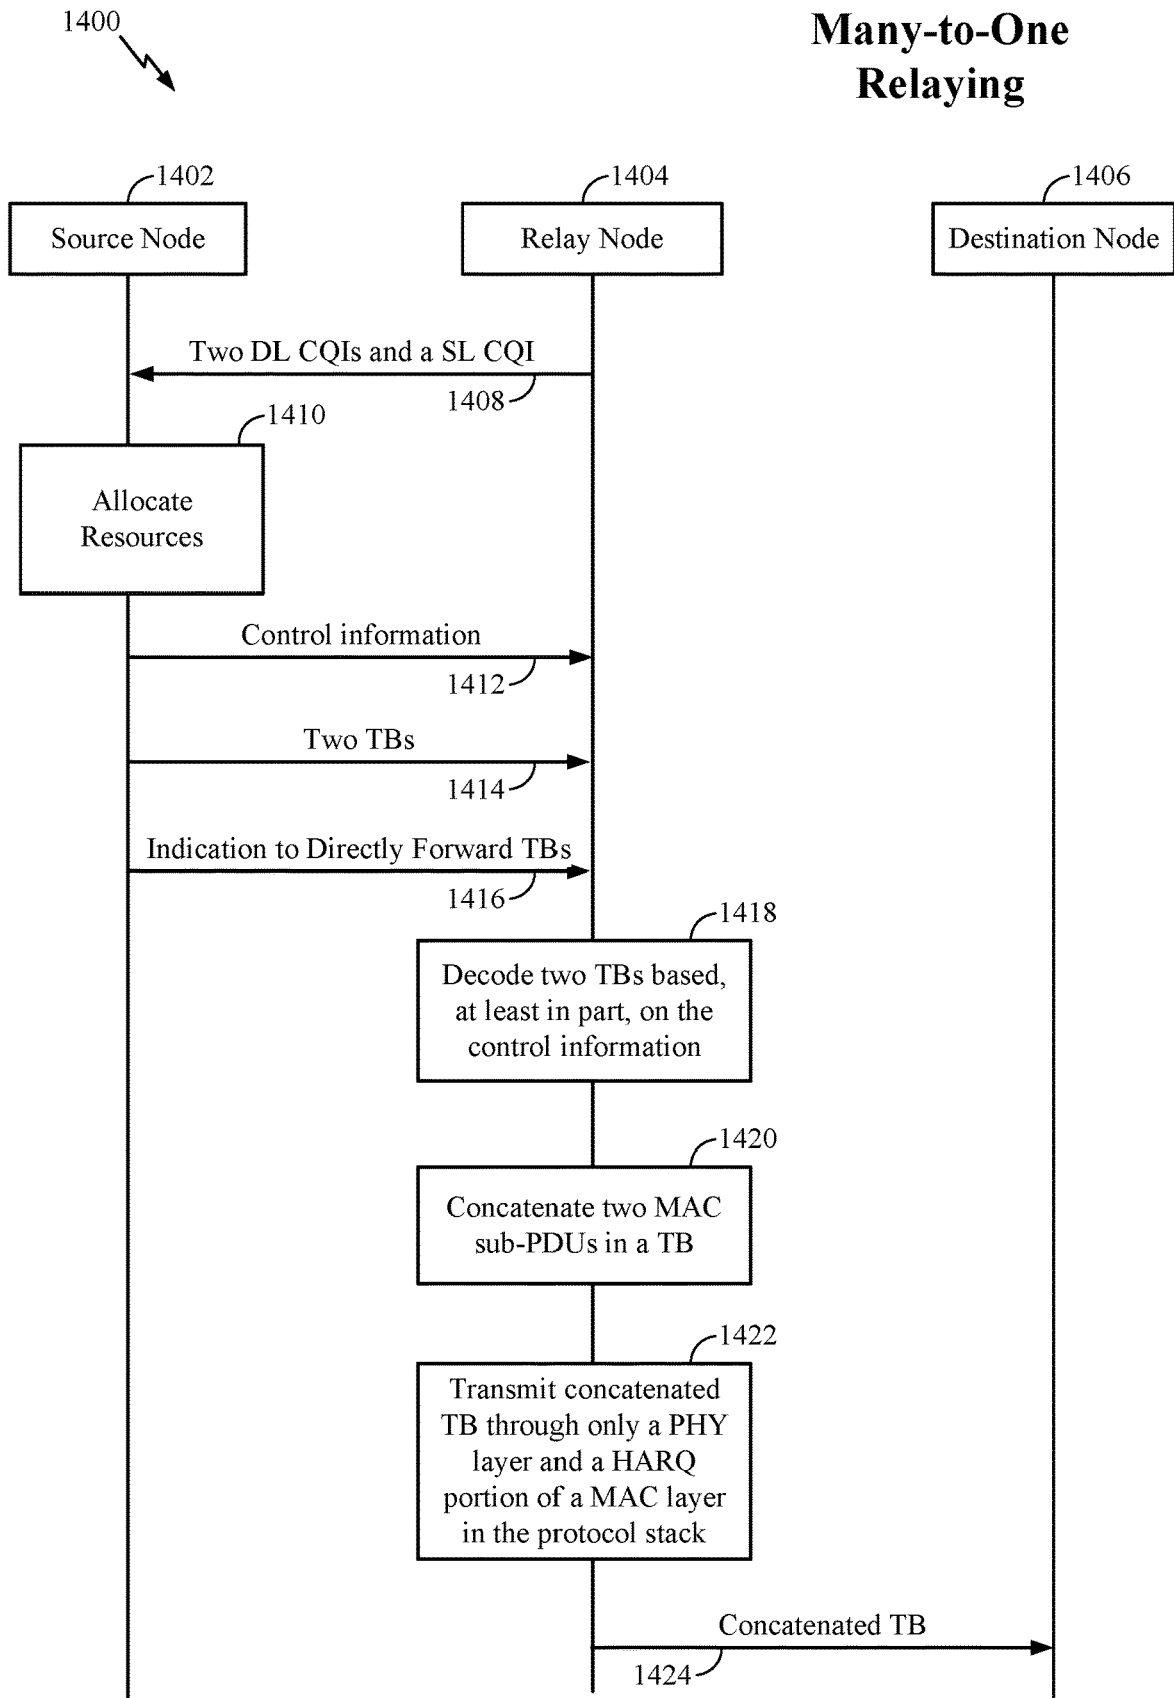 1400
Many-to-One
Relaying
1402
1404
1406
Source Node
Relay Node
Destination Node
Two DL CQIs and a SL CQI
1408
1410
Allocate
Resources
Control information
1412
Two TBs
1414
Indication to Directly Forward TBs
1416
1418
Decode two TBs based,
at least in part, on the
control information
1420
Concatenate two MAC
sub-PDUs in a TB
1422
Transmit concatenated
TB through only a PHY
layer and a HARQ
portion of a MAC layer
in the protocol stack
Concatenated TB
1424